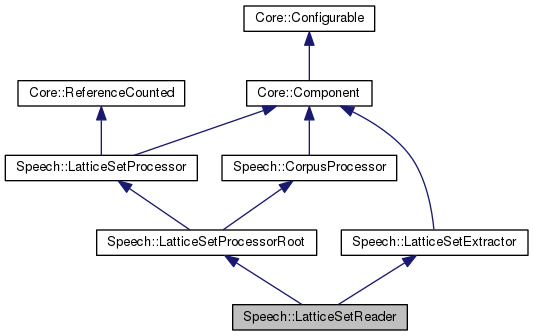 Core::Configurable
Core::ReferenceCounted
Core::Component
Speech::LatticeSetProcessor
Speech::CorpusProcessor
Speech::LatticeSetProcessorRoot
Speech::LatticeSetExtractor
Speech::LatticeSetReader